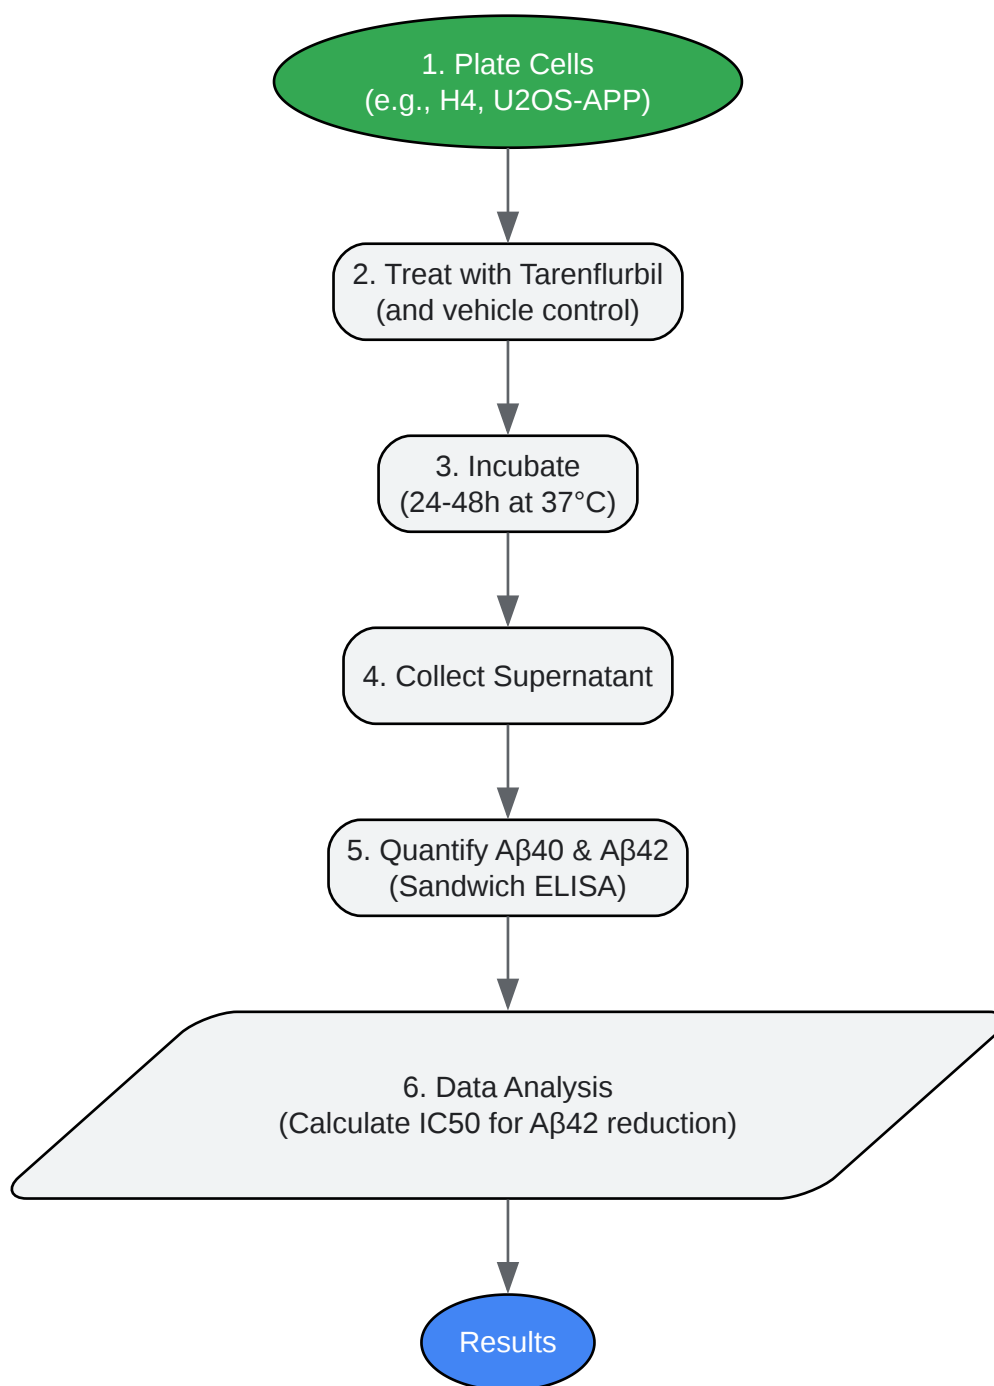 1. Plate Cells
(e.g., H4, U2OS-APP)
2. Treat with Tarenflurbil
(and vehicle control)
3. Incubate
(24-48h at 37°C)
4. Collect Supernatant
5. Quantify Aβ40 & Aβ42
(Sandwich ELISA)
6. Data Analysis
(Calculate IC50 for Aβ42 reduction)
Results